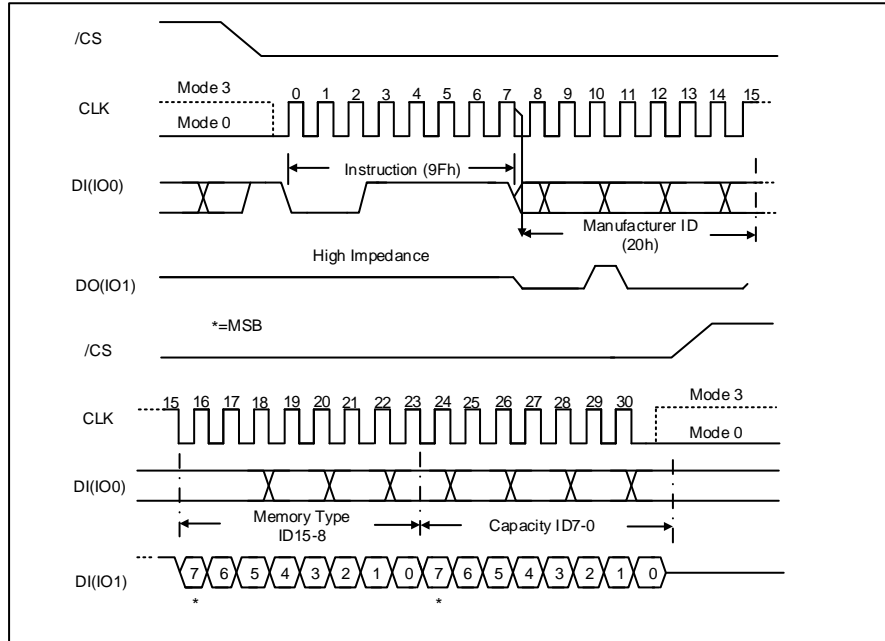 /CS
Mode 3
0 1 2 3 4 5 6 7 8 9 10 11 12 13 14 15
CLK
Mode 0
Instruction (9Fh)
DI(IO0)
Manufacturer ID
(20h)
High Impedance
DO(IO1)
*=MSB
/CS
15 16 17 18 19 20 21 22 23 24 25 26 27 28 29 30
Mode 3
CLK
Mode 0
DI(IO0)
Memory Type
ID15-8
Capacity ID7-0
DI(IO1)
7 6 5 4 3 2 1 0 7 6 5 4 3 2 1 0
* *